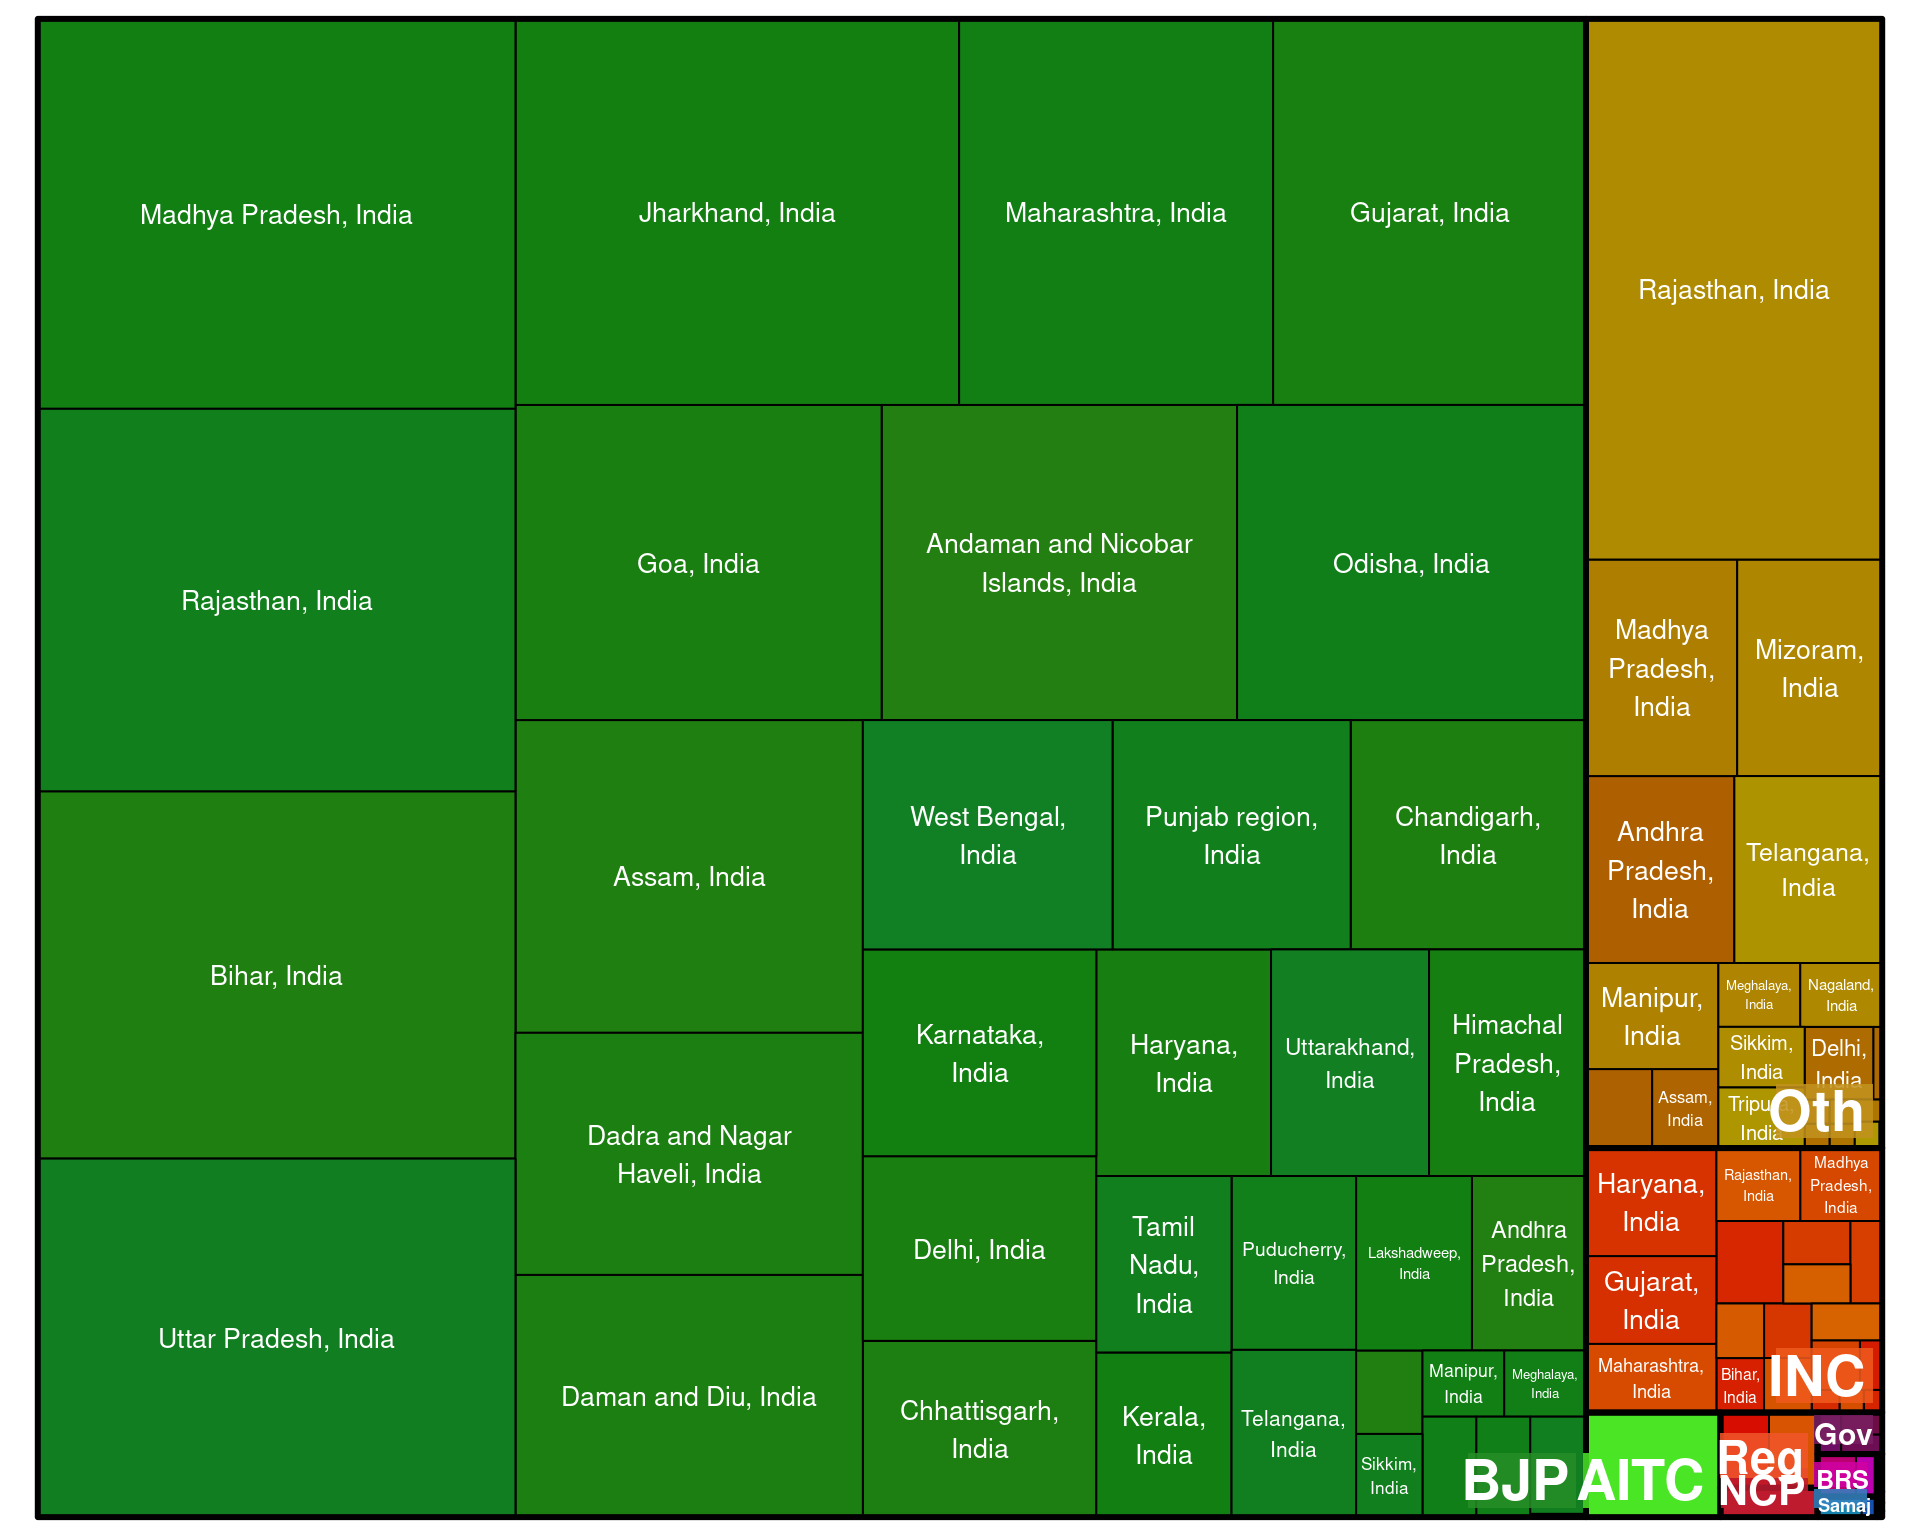 Madhya Pradesh, India
Jharkhand, India
Maharashtra, India
Gujarat, India
Rajasthan, India
Goa, India
Andaman and Nicobar
Islands, India
Odisha, India
Rajasthan, India
Bihar, India
Uttar Pradesh, India
Assam, India
West Bengal,
India
Punjab region,
India
Chandigarh,
India
Dadra and Nagar
Haveli, India
Daman and Diu, India
Karnataka,
India
Haryana,
India
Uttarakhand,
India
Himachal
Pradesh,
India
Delhi, India
Chhattisgarh,
India
Tamil
Nadu,
India
Puducherry,
India
Lakshadweep,
India
Andhra
Pradesh,
India
Kerala,
India
Telangana,
India
Manipur,
India
Meghalaya,
India
Sikkim,
India
BJP
Madhya
Pradesh,
India
Mizoram,
India
Andhra
Pradesh,
India
Telangana,
India
Manipur,
India
Meghalaya,
India
Nagaland,
India
Sikkim,
India
Delhi,
India
Assam,
India
Tripura,
India
Oth
Haryana,
India
Rajasthan,
India
Madhya
Pradesh,
India
Gujarat,
India
Maharashtra,
India
Bihar,
India
INC
AITC
Reg
NCP
Gov
BRS
Samaj